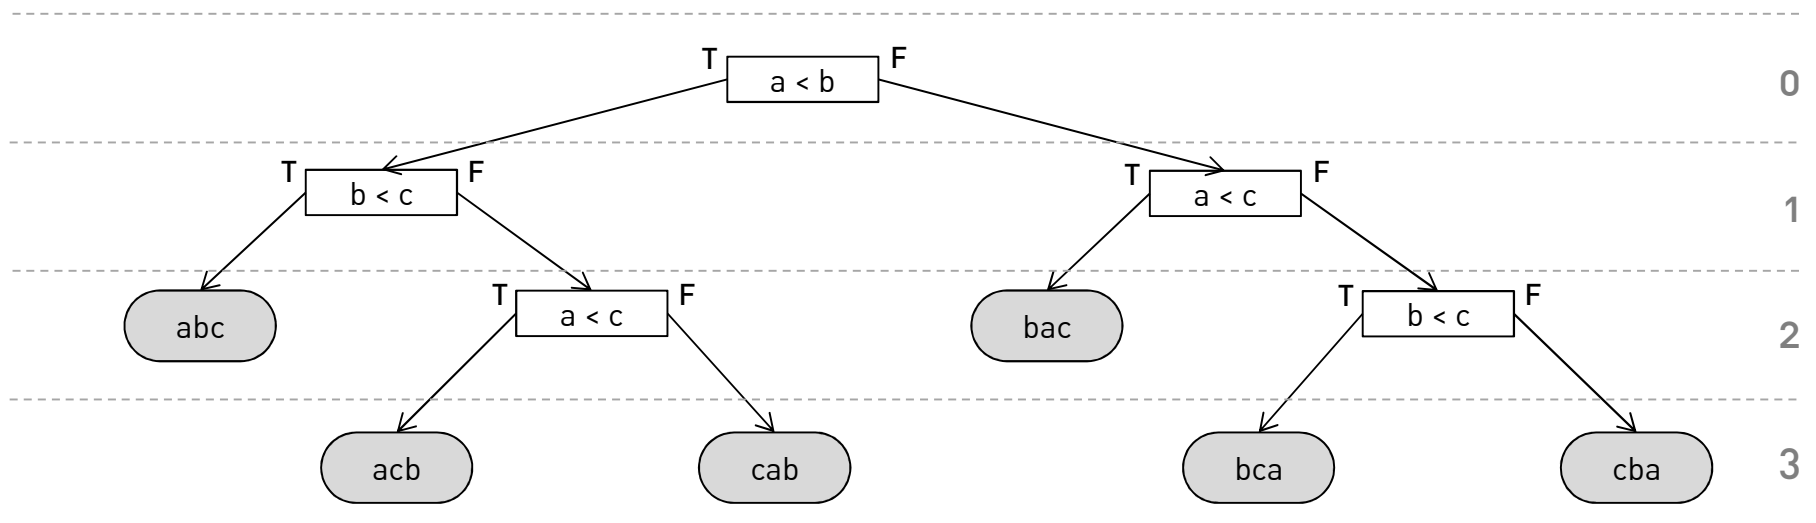 T a < b F 0
T b < c F T a < c F 1
abc T a < c F bac T b < c F 2
acb cab bca cba 3